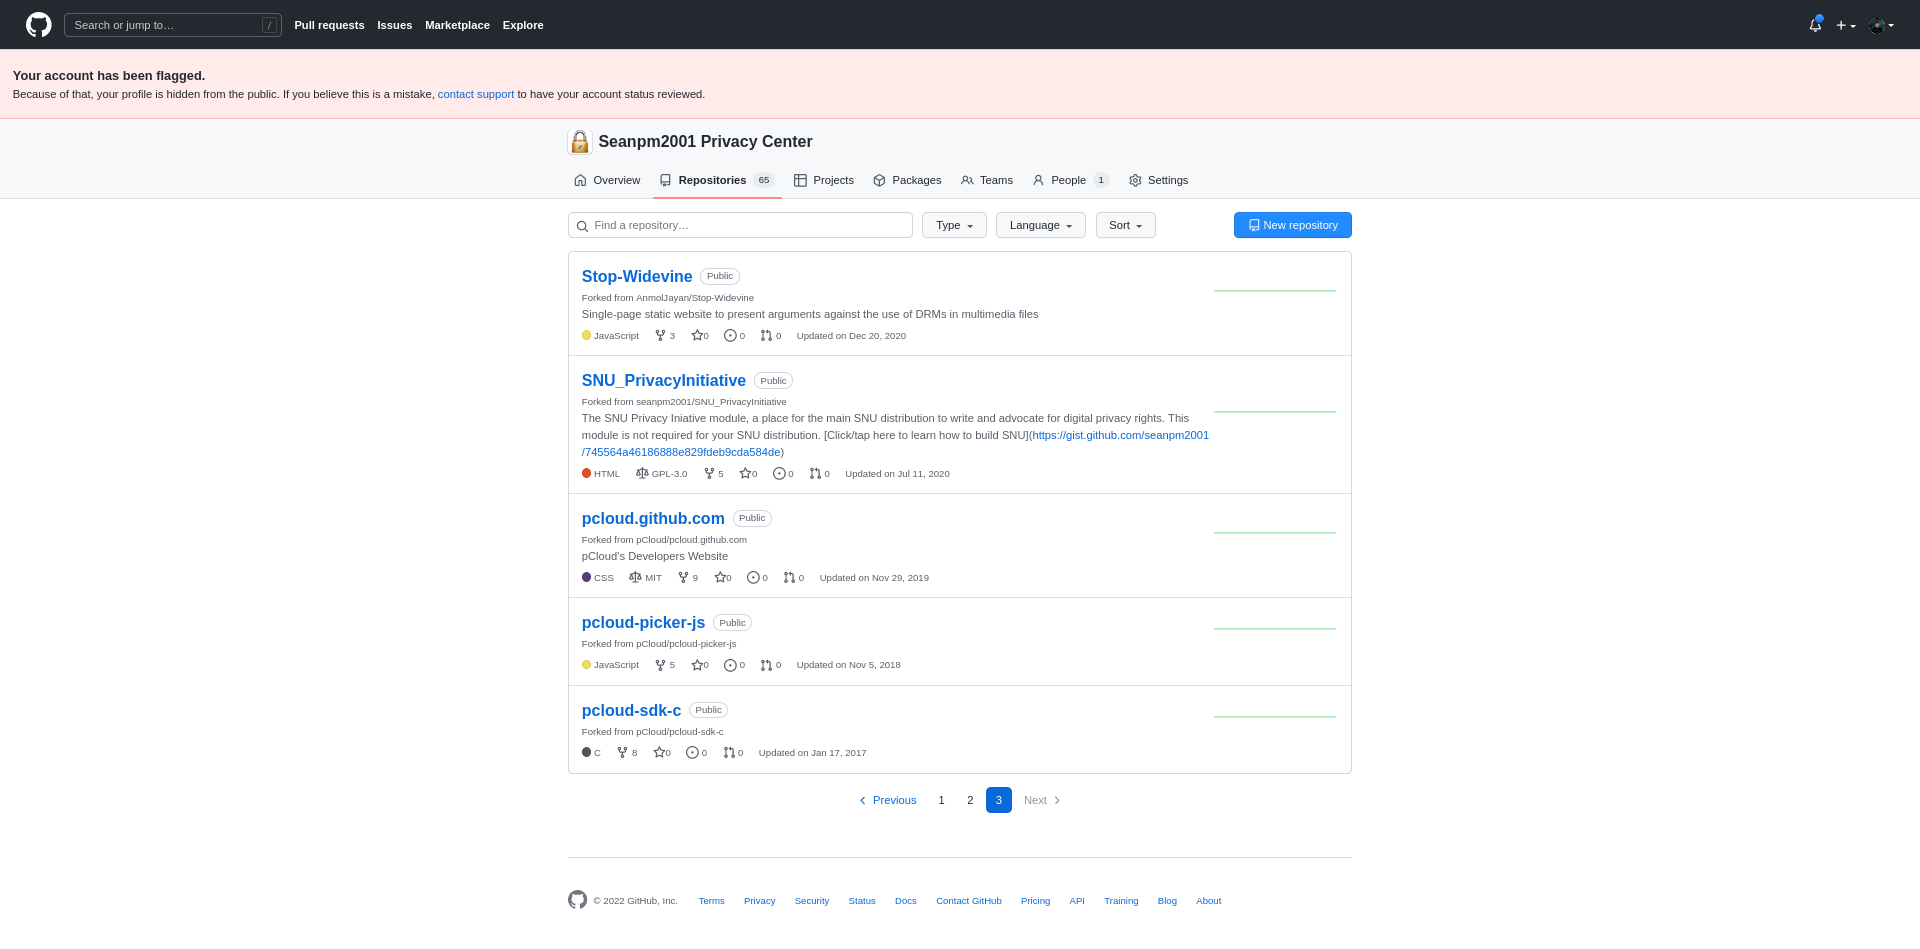 Search or jump to… /
Pull requests Issues Marketplace Explore
Your account has been flagged.
Because of that, your profile is hidden from the public. If you believe this is a mistake, contact support to have your account status reviewed.
Seanpm2001 Privacy Center
Overview Repositories 65 Projects Packages Teams People 1 Settings
Find a repository… Type Language Sort New repository
Stop-Widevine Public
Forked from AnmolJayan/Stop-Widevine
Single-page static website to present arguments against the use of DRMs in multimedia files
JavaScript 3 0 0 0 Updated on Dec 20, 2020
SNU_PrivacyInitiative Public
Forked from seanpm2001/SNU_PrivacyInitiative
The SNU Privacy Iniative module, a place for the main SNU distribution to write and advocate for digital privacy rights. This
module is not required for your SNU distribution. [Click/tap here to learn how to build SNU](https://gist.github.com/seanpm2001
/745564a46186888e829fdeb9cda584de)
HTML GPL-3.0 5 0 0 0 Updated on Jul 11, 2020
pcloud.github.com Public
Forked from pCloud/pcloud.github.com
pCloud's Developers Website
CSS MIT 9 0 0 0 Updated on Nov 29, 2019
pcloud-picker-js Public
Forked from pCloud/pcloud-picker-js
JavaScript 5 0 0 0 Updated on Nov 5, 2018
pcloud-sdk-c Public
Forked from pCloud/pcloud-sdk-c
C 8 0 0 0 Updated on Jan 17, 2017
Previous 1 2 3 Next
© 2022 GitHub, Inc. Terms Privacy Security Status Docs Contact GitHub Pricing API Training Blog About